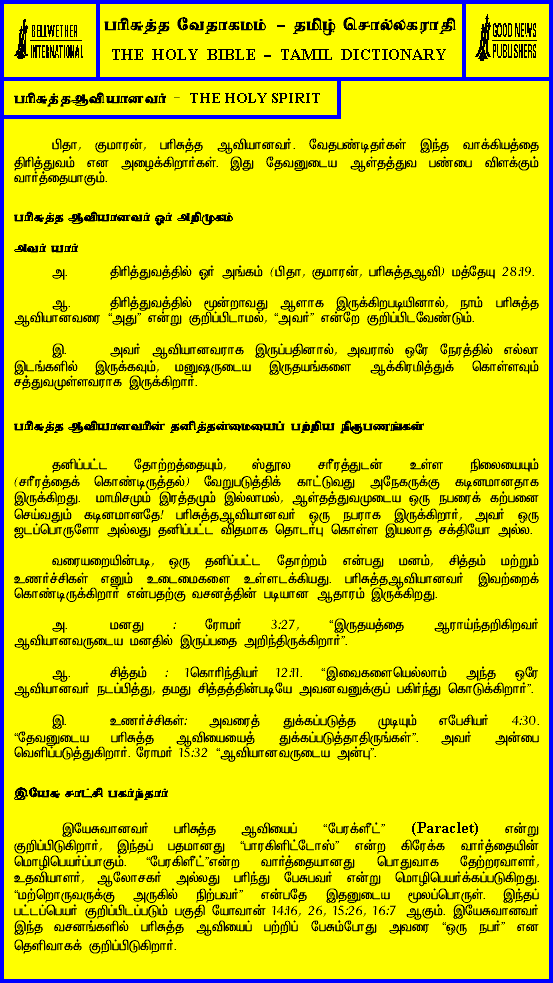 BELLWETHER
INTERNATIONAL
பரிசுத்த வேதாகமம் – தமிழ் சொல்லகராதி
THE HOLY BIBLE – TAMIL DICTIONARY
GOOD NEWS
PUBLISHERS
பரிசுத்தஆவியானவர் – THE HOLY SPIRIT
பிதா, குமாரன், பரிசுத்த ஆவியானவர். வேதபண்டிதர்கள் இந்த வாக்கியத்தை
திரித்துவம் என அழைக்கிறார்கள். இது தேவனுடைய ஆள்தத்துவ பண்பை விளக்கும்
வார்த்தையாகும்.
பரிசுத்த ஆவியானவர் ஓர் அறிமுகம்
அவர் யார்
அ. திரித்துவத்தில் ஓர் அங்கம் (பிதா, குமாரன், பரிசுத்தஆவி) மத்தேயு 28:19.
ஆ. திரித்துவத்தில் மூன்றாவது ஆளாக இருக்கிறபடியினால், நாம் பரிசுத்த
ஆவியானவரை “அது” என்று குறிப்பிடாமல், “அவர்” என்றே குறிப்பிடவேண்டும்.
இ. அவர் ஆவியானவராக இருப்பதினால், அவரால் ஒரே நேரத்தில் எல்லா
இடங்களில் இருக்கவும், மனுஷருடைய இருதயங்களை ஆக்கிரமித்துக் கொள்ளவும்
சத்துவமுள்ளவராக இருக்கிறார்.
பரிசுத்த ஆவியானவரின் தனித்தன்மையைப் பற்றிய நிரூபணங்கள்
தனிப்பட்ட தோற்றத்தையும், ஸ்தூல சரீரத்துடன் உள்ள நிலையையும்
(சரீரத்தைக் கொண்டிருத்தல்) வேறுபடுத்திக் காட்டுவது அநேகருக்கு கடினமானதாக
இருக்கிறது. மாமிசமும் இரத்தமும் இல்லாமல், ஆள்தத்துவமுடைய ஒரு நபரைக் கற்பனை
செய்வதும் கடினமானதே! பரிசுத்தஆவியானவர் ஒரு நபராக இருக்கிறார், அவர் ஒரு
ஜடப்பொருளோ அல்லது தனிப்பட்ட விதமாக தொடர்பு கொள்ள இயலாத சக்தியோ அல்ல.
வரையறையின்படி, ஒரு தனிப்பட்ட தோற்றம் என்பது மனம், சித்தம் மற்றும்
உணர்ச்சிகள் எனும் உடைமைகளை உள்ளடக்கியது. பரிசுத்தஆவியானவர் இவற்றைக்
கொண்டிருக்கிறார் என்பதற்கு வசனத்தின் படியான ஆதாரம் இருக்கிறது.
அ. மனது : ரோமர் 3:27, “இருதயத்தை ஆராய்ந்தறிகிறவர்
ஆவியானவருடைய மனதில் இருப்பதை அறிந்திருக்கிறார்”.
ஆ. சித்தம் : 1கொரிந்தியர் 12:11. “இவைகளையெல்லாம் அந்த ஒரே
ஆவியானவர் நடப்பித்து, தமது சித்தத்தின்படியே அவனவனுக்குப் பகிர்ந்து கொடுக்கிறார்”.
இ. உணர்ச்சிகள்: அவரைத் துக்கப்படுத்த முடியும் எபேசியர் 4:30.
“தேவனுடைய பரிசுத்த ஆவியையைத் துக்கப்படுத்தாதிருங்கள்”. அவர் அன்பை
வெளிப்படுத்துகிறார். ரோமர் 15:32 “ஆவியானவருடைய அன்பு”.
இயேசு சாட்சி பகர்ந்தார்
இயேசுவானவர் பரிசுத்த ஆவியைப் “பேரக்ளீட்” (Paraclet) என்று
குறிப்பிடுகிறார், இந்தப் பதமானது “பாரகிளிட்டோஸ்” என்ற கிரேக்க வார்த்தையின்
மொழிபெயர்ப்பாகும். “பேரகிளீட்”என்ற வார்த்தையானது பொதுவாக தேற்றரவாளர்,
உதவியாளர், ஆலோசகர் அல்லது பரிந்து பேசுபவர் என்று மொழிபெயர்க்கப்படுகிறது.
“மற்றொருவருக்கு அருகில் நிற்பவர்” என்பதே இதனுடைய மூலப்பொருள். இந்தப்
பட்டப்பெயர் குறிப்பிடப்படும் பகுதி யோவான் 14:16, 26, 15:26, 16:7 ஆகும். இயேசுவானவர்
இந்த வசனங்களில் பரிசுத்த ஆவியைப் பற்றிப் பேசும்போது அவரை “ஒரு நபர்” என
தெளிவாகக் குறிப்பிடுகிறார்.